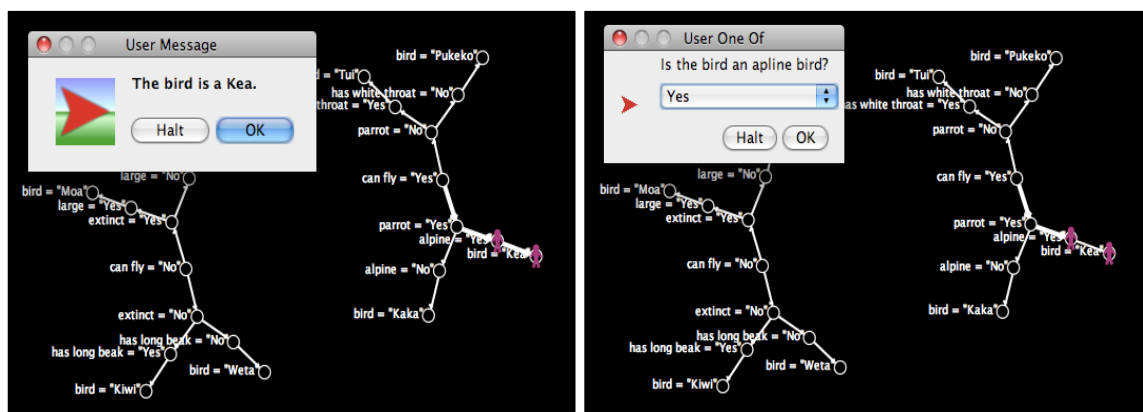 User Message
The bird is a Kea.
Halt
OK
bird = "Pukeko"
= "Tui"
has white throat = "No"
throat = "Yes"
parrot = "No"
large = "No"
can fly = "Yes"
bird = "Moa"
large = "Yes"
extinct = "Yes"
parrot = "Yes"
alpine = "Yes"
bird = "Kea"
can fly = "No"
alpine = "No"
extinct = "No"
bird = "Kaka"
has long beak = "No"
has long beak = "Yes"
bird = "Weta"
bird = "Kiwi"
User One Of
Is the bird an apline bird?
Yes
Halt
OK
bird = "Pukeko"
bird = "Tui"
has white throat = "No"
as white throat = "Yes"
parrot = "No"
large = "No"
can fly = "Yes"
bird = "Moa"
large = "Yes"
extinct = "Yes"
parrot = "Yes"
alpine = "Yes"
bird = "Kea"
can fly = "No"
alpine = "No"
extinct = "No"
bird = "Kaka"
has long beak = "No"
has long beak = "Yes"
bird = "Weta"
bird = "Kiwi"